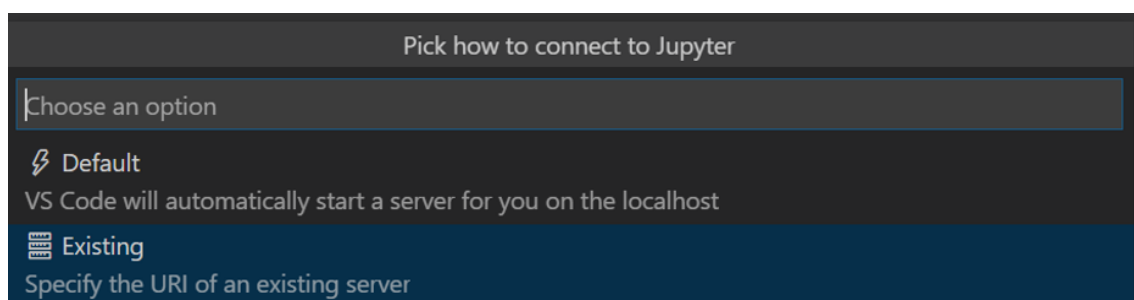 Pick how to connect to Jupyter
Choose an option
Default
VS Code will automatically start a server for you on the localhost
Existing
Specify the URI of an existing server